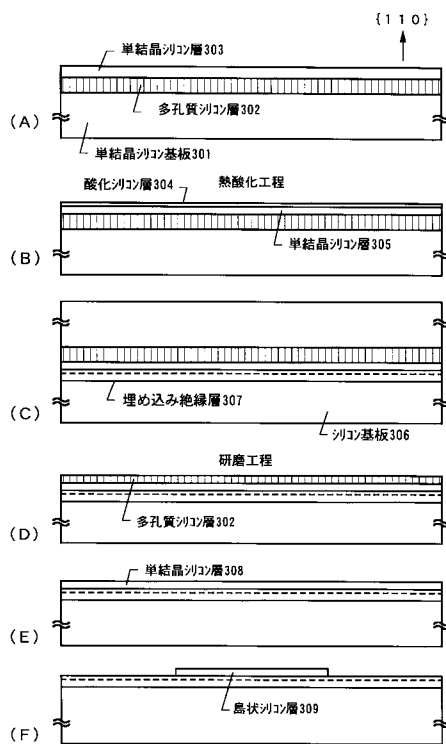 {110}
単結晶シリコン層303
多孔質シリコン層302
(A)
単結晶シリコン基板301
酸化シリコン層304 熱酸化工程
単結晶シリコン層305
(B)
(C)
埋め込み絶縁層307
シリコン基板306
研磨工程
多孔質シリコン層302
(D)
単結晶シリコン層308
(E)
島状シリコン層309
(F)